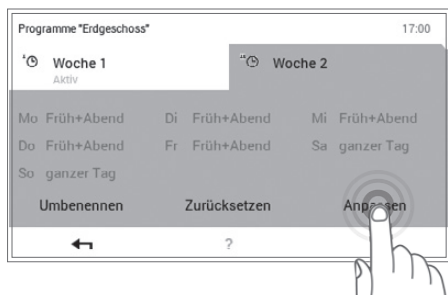 Programme "Erdgeschoss" 17:00
Woche 1 Woche 2
Aktiv
Mo Früh+Abend Di Früh+Abend Mi Früh+Abend
Do Früh+Abend Fr Früh+Abend Sa ganzer Tag
So ganzer Tag
Umbenennen Zurücksetzen Anpassen
?